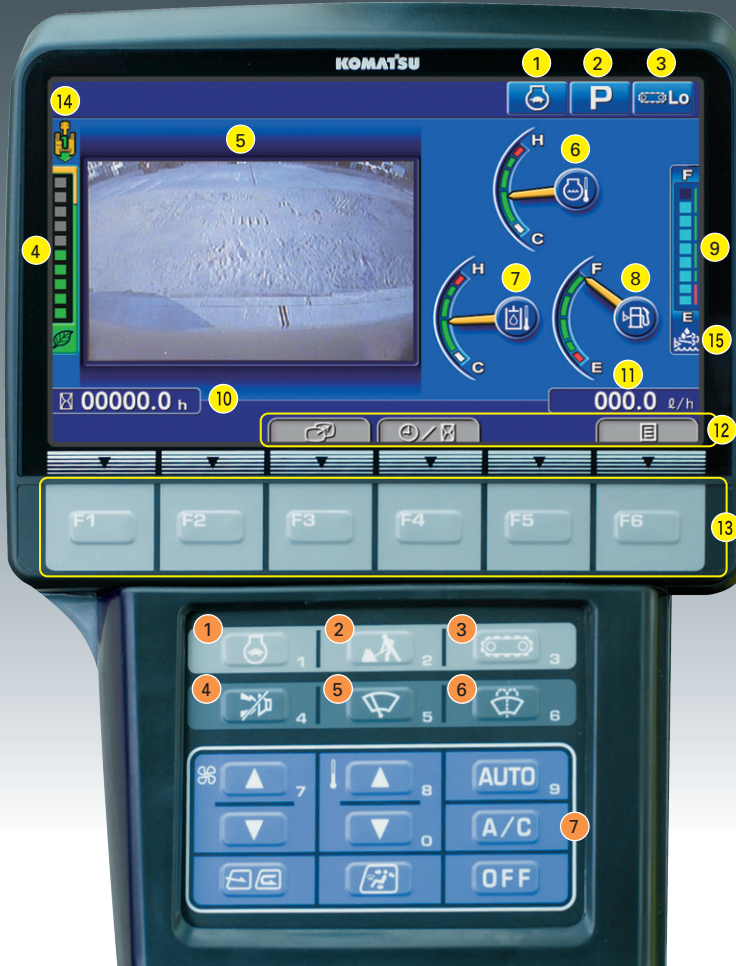 KOMATSU
1 2 3
P Lo
14
5
H
6
F
4
C
9
H
7
F
8
E
C
E
15
11
00000.0 h
10
000.0 ℓ/h
12
F1 F2 F3 F4 F5 F6
13
1 2 3
1 2 3
4 5 6
4 5 6
7 8 AUTO 9
0 A/C 7
OFF